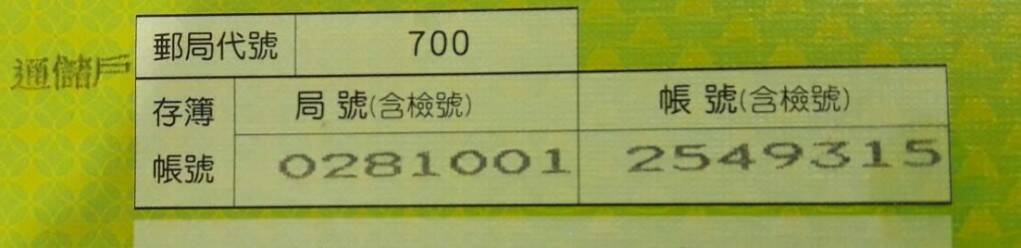 郵局代號 700
通儲戶
存簿 局 號(含檢號) 帳 號(含檢號)
帳號 0281001 2549315